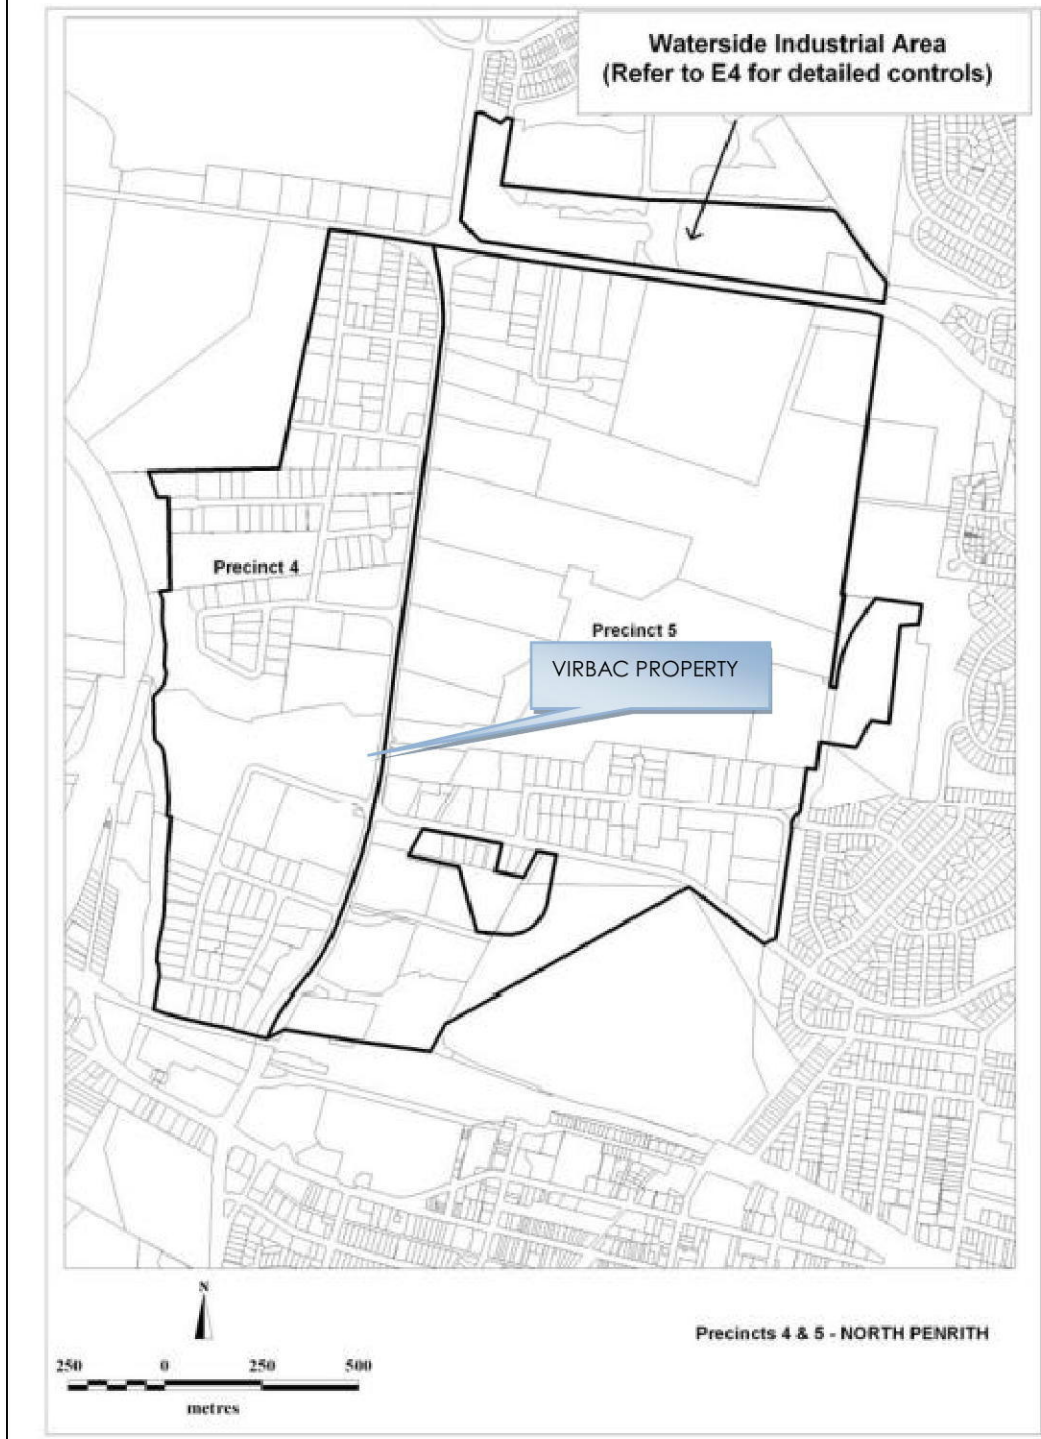 Waterside Industrial Area
(Refer to E4 for detailed controls)
Precinct 4
Precinct 5
VIRBAC PROPERTY
N
Precincts 4 & 5 - NORTH PENRITH
250 0 250 500
metres